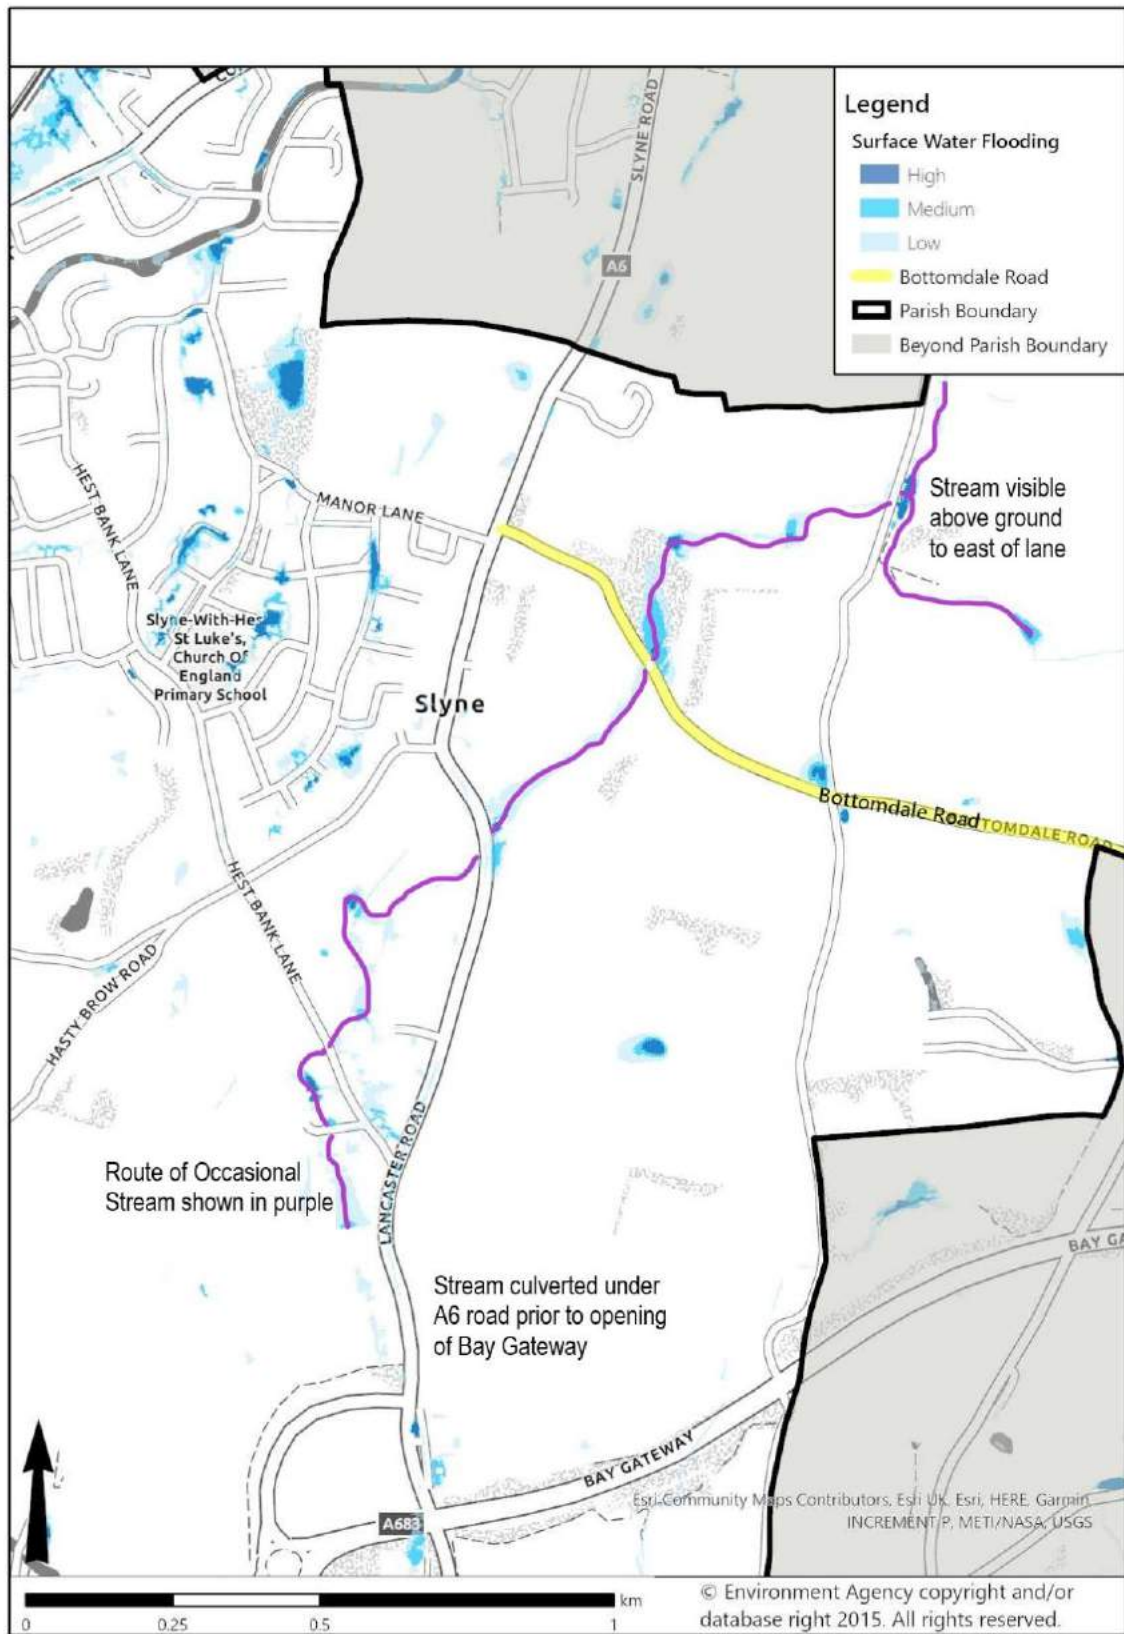 Legend
Surface Water Flooding
High
Medium
Low
Bottomdale Road
Parish Boundary
Beyond Parish Boundary
SLYNE ROAD
A6
HEST BANK LANE
MANOR LANE
Stream visible
above ground
to east of lane
Slyne-With-Hes
St Luke's,
Church Of
England
Primary School
Slyne
Bottomdale Road
TOMDALE ROAD
HEST BANK LANE
HASTY BROW ROAD
LANCASTER ROAD
Route of Occasional
Stream shown in purple
BAY GA
Stream culverted under
A6 road prior to opening
of Bay Gateway
BAY GATEWAY
A683
Esri Community Maps Contributors, Esri UK, Esri, HERE, Garmin,
INCREMENT P, METI/NASA, USGS
km
0 0.25 0.5 1
© Environment Agency copyright and/or
database right 2015. All rights reserved.